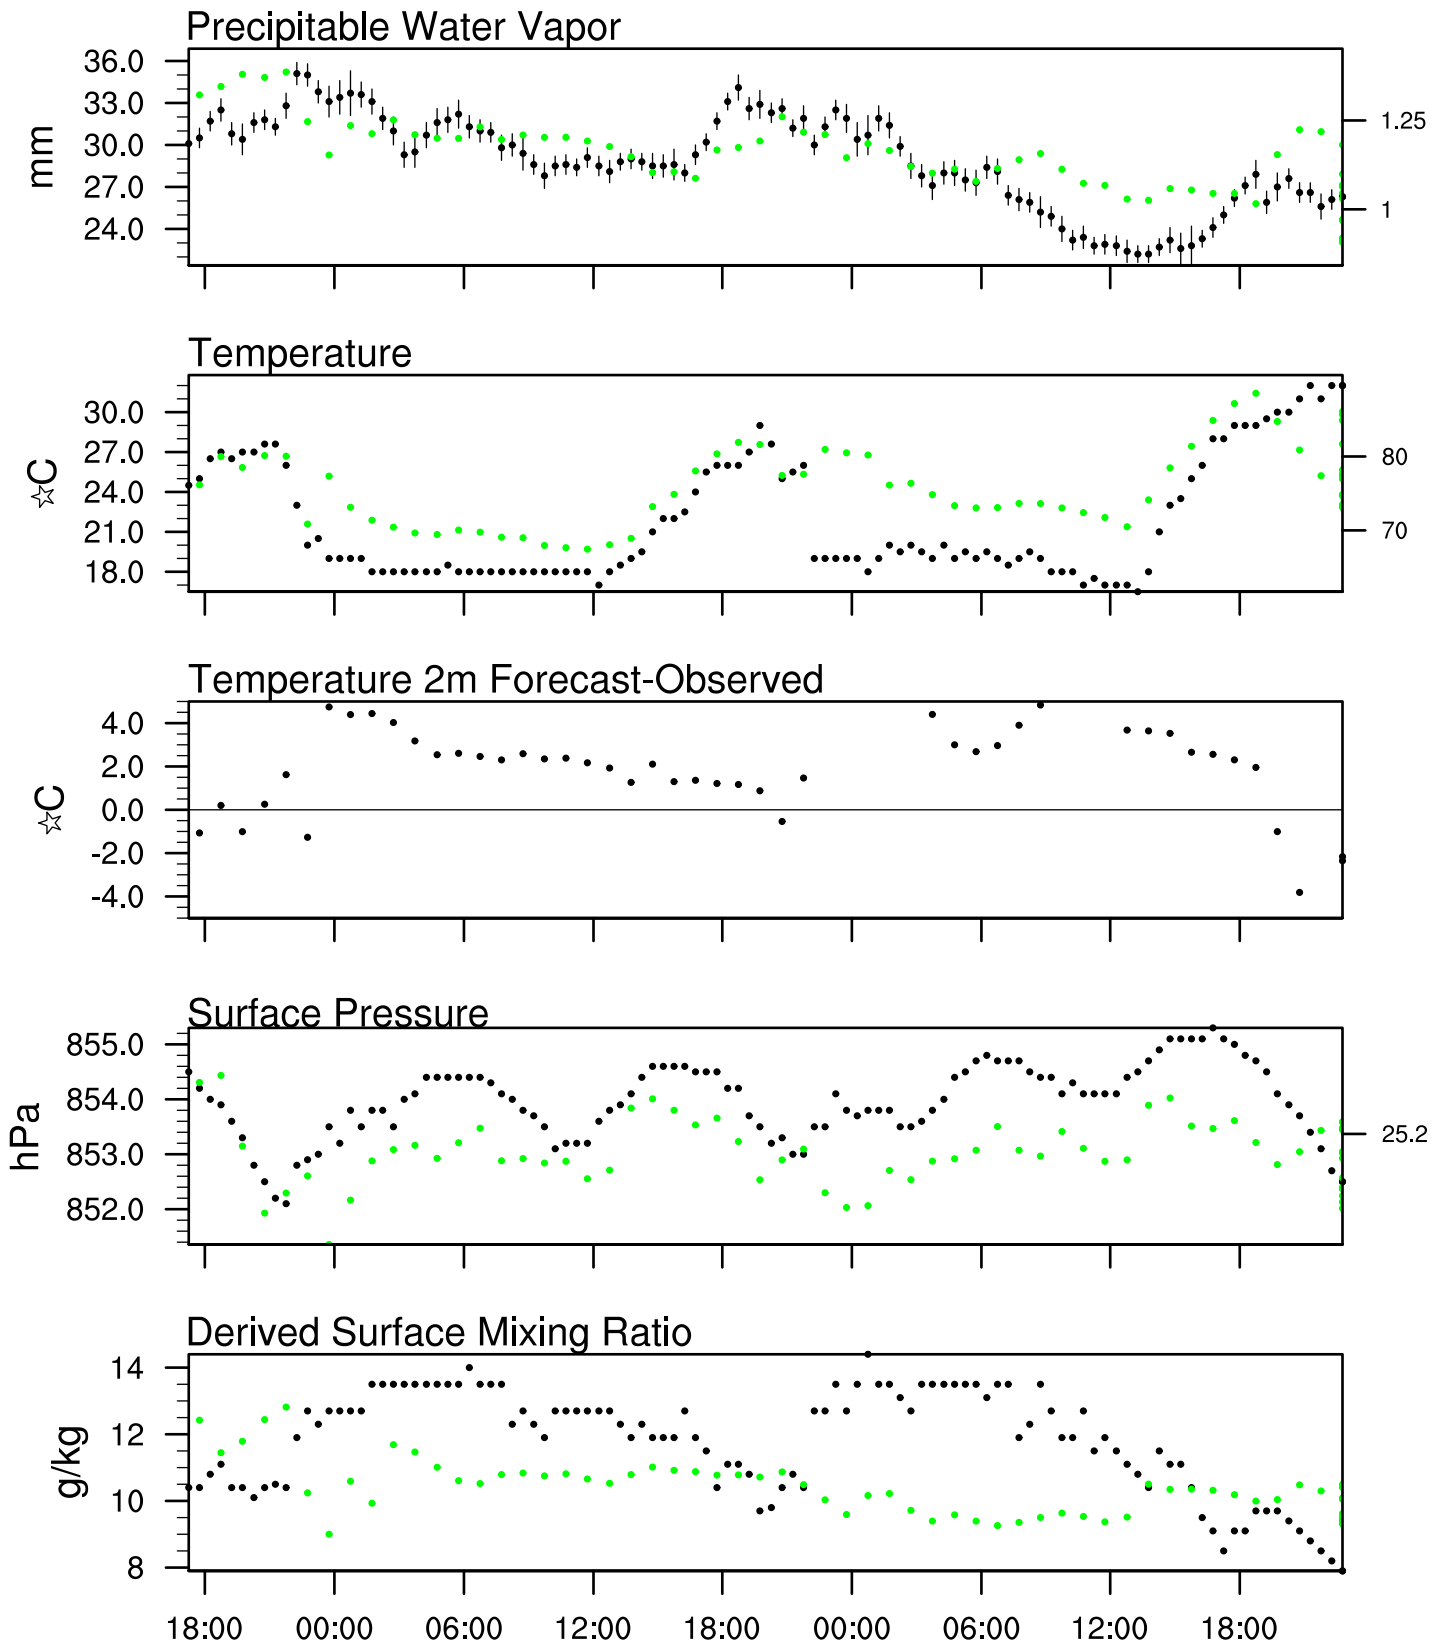 Precipitable Water Vapor
36.0
33.0
30.0
27.0
24.0
mm
1.25
1
Temperature
30.0
27.0
24.0
21.0
18.0
☆C
80
70
Temperature 2m Forecast-Observed
4.0
2.0
0.0
-2.0
-4.0
☆C
Surface Pressure
855.0
854.0
853.0
852.0
hPa
25.2
Derived Surface Mixing Ratio
14
12
10
8
g/kg
18:00 00:00 06:00 12:00 18:00 00:00 06:00 12:00 18:00